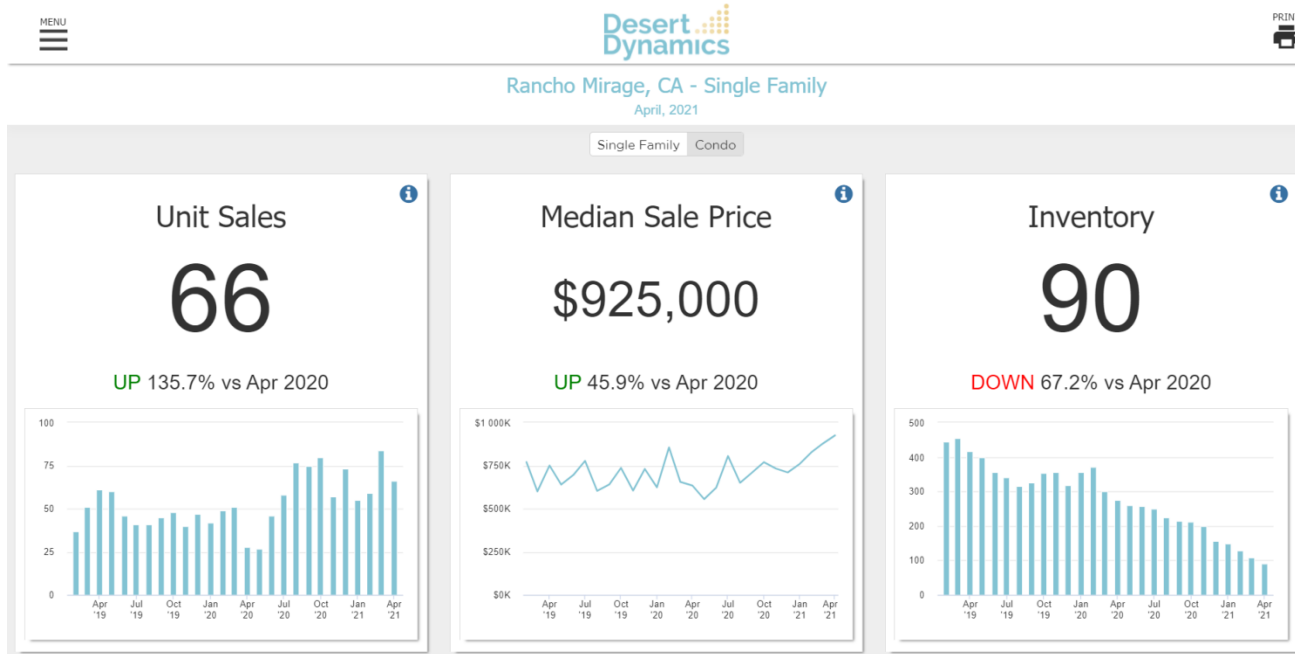 MENU
Desert
Dynamics
PRIN
Rancho Mirage, CA - Single Family
April, 2021
Single Family Condo
Unit Sales
66
UP 135.7% vs Apr 2020
100
75
50
25
0
Apr '19 Jul '19 Oct '19 Jan '20 Apr '20 Jul '20 Oct '20 Jan '21 Apr '21
Median Sale Price
$925,000
UP 45.9% vs Apr 2020
$1 000K
$750K
$500K
$250K
$0K
Apr '19 Jul '19 Oct '19 Jan '20 Apr '20 Jul '20 Oct '20 Jan '21 Apr '21
Inventory
90
DOWN 67.2% vs Apr 2020
500
400
300
200
100
0
Apr '19 Jul '19 Oct '19 Jan '20 Apr '20 Jul '20 Oct '20 Jan '21 Apr '21